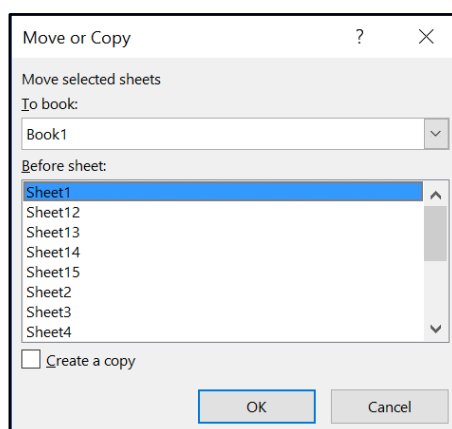 Move or Copy ?
Move selected sheets
To book:
Book1
Before sheet:
Sheet1
Sheet12
Sheet13
Sheet14
Sheet15
Sheet2
Sheet3
Sheet4
Create a copy
OK Cancel